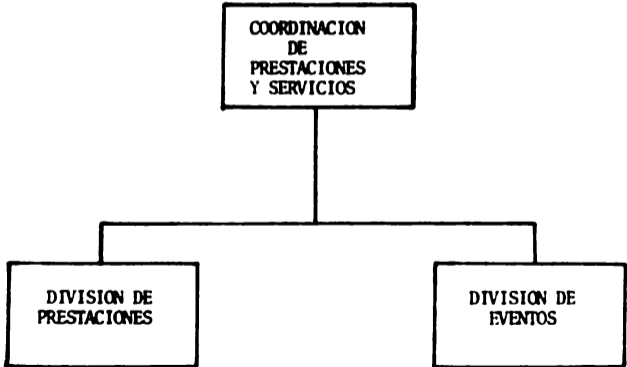 COORDINACION
DE
PRESTACIONES
Y SERVICIOS
DIVISION DE
PRESTACIONES
DIVISION DE
EVENTOS